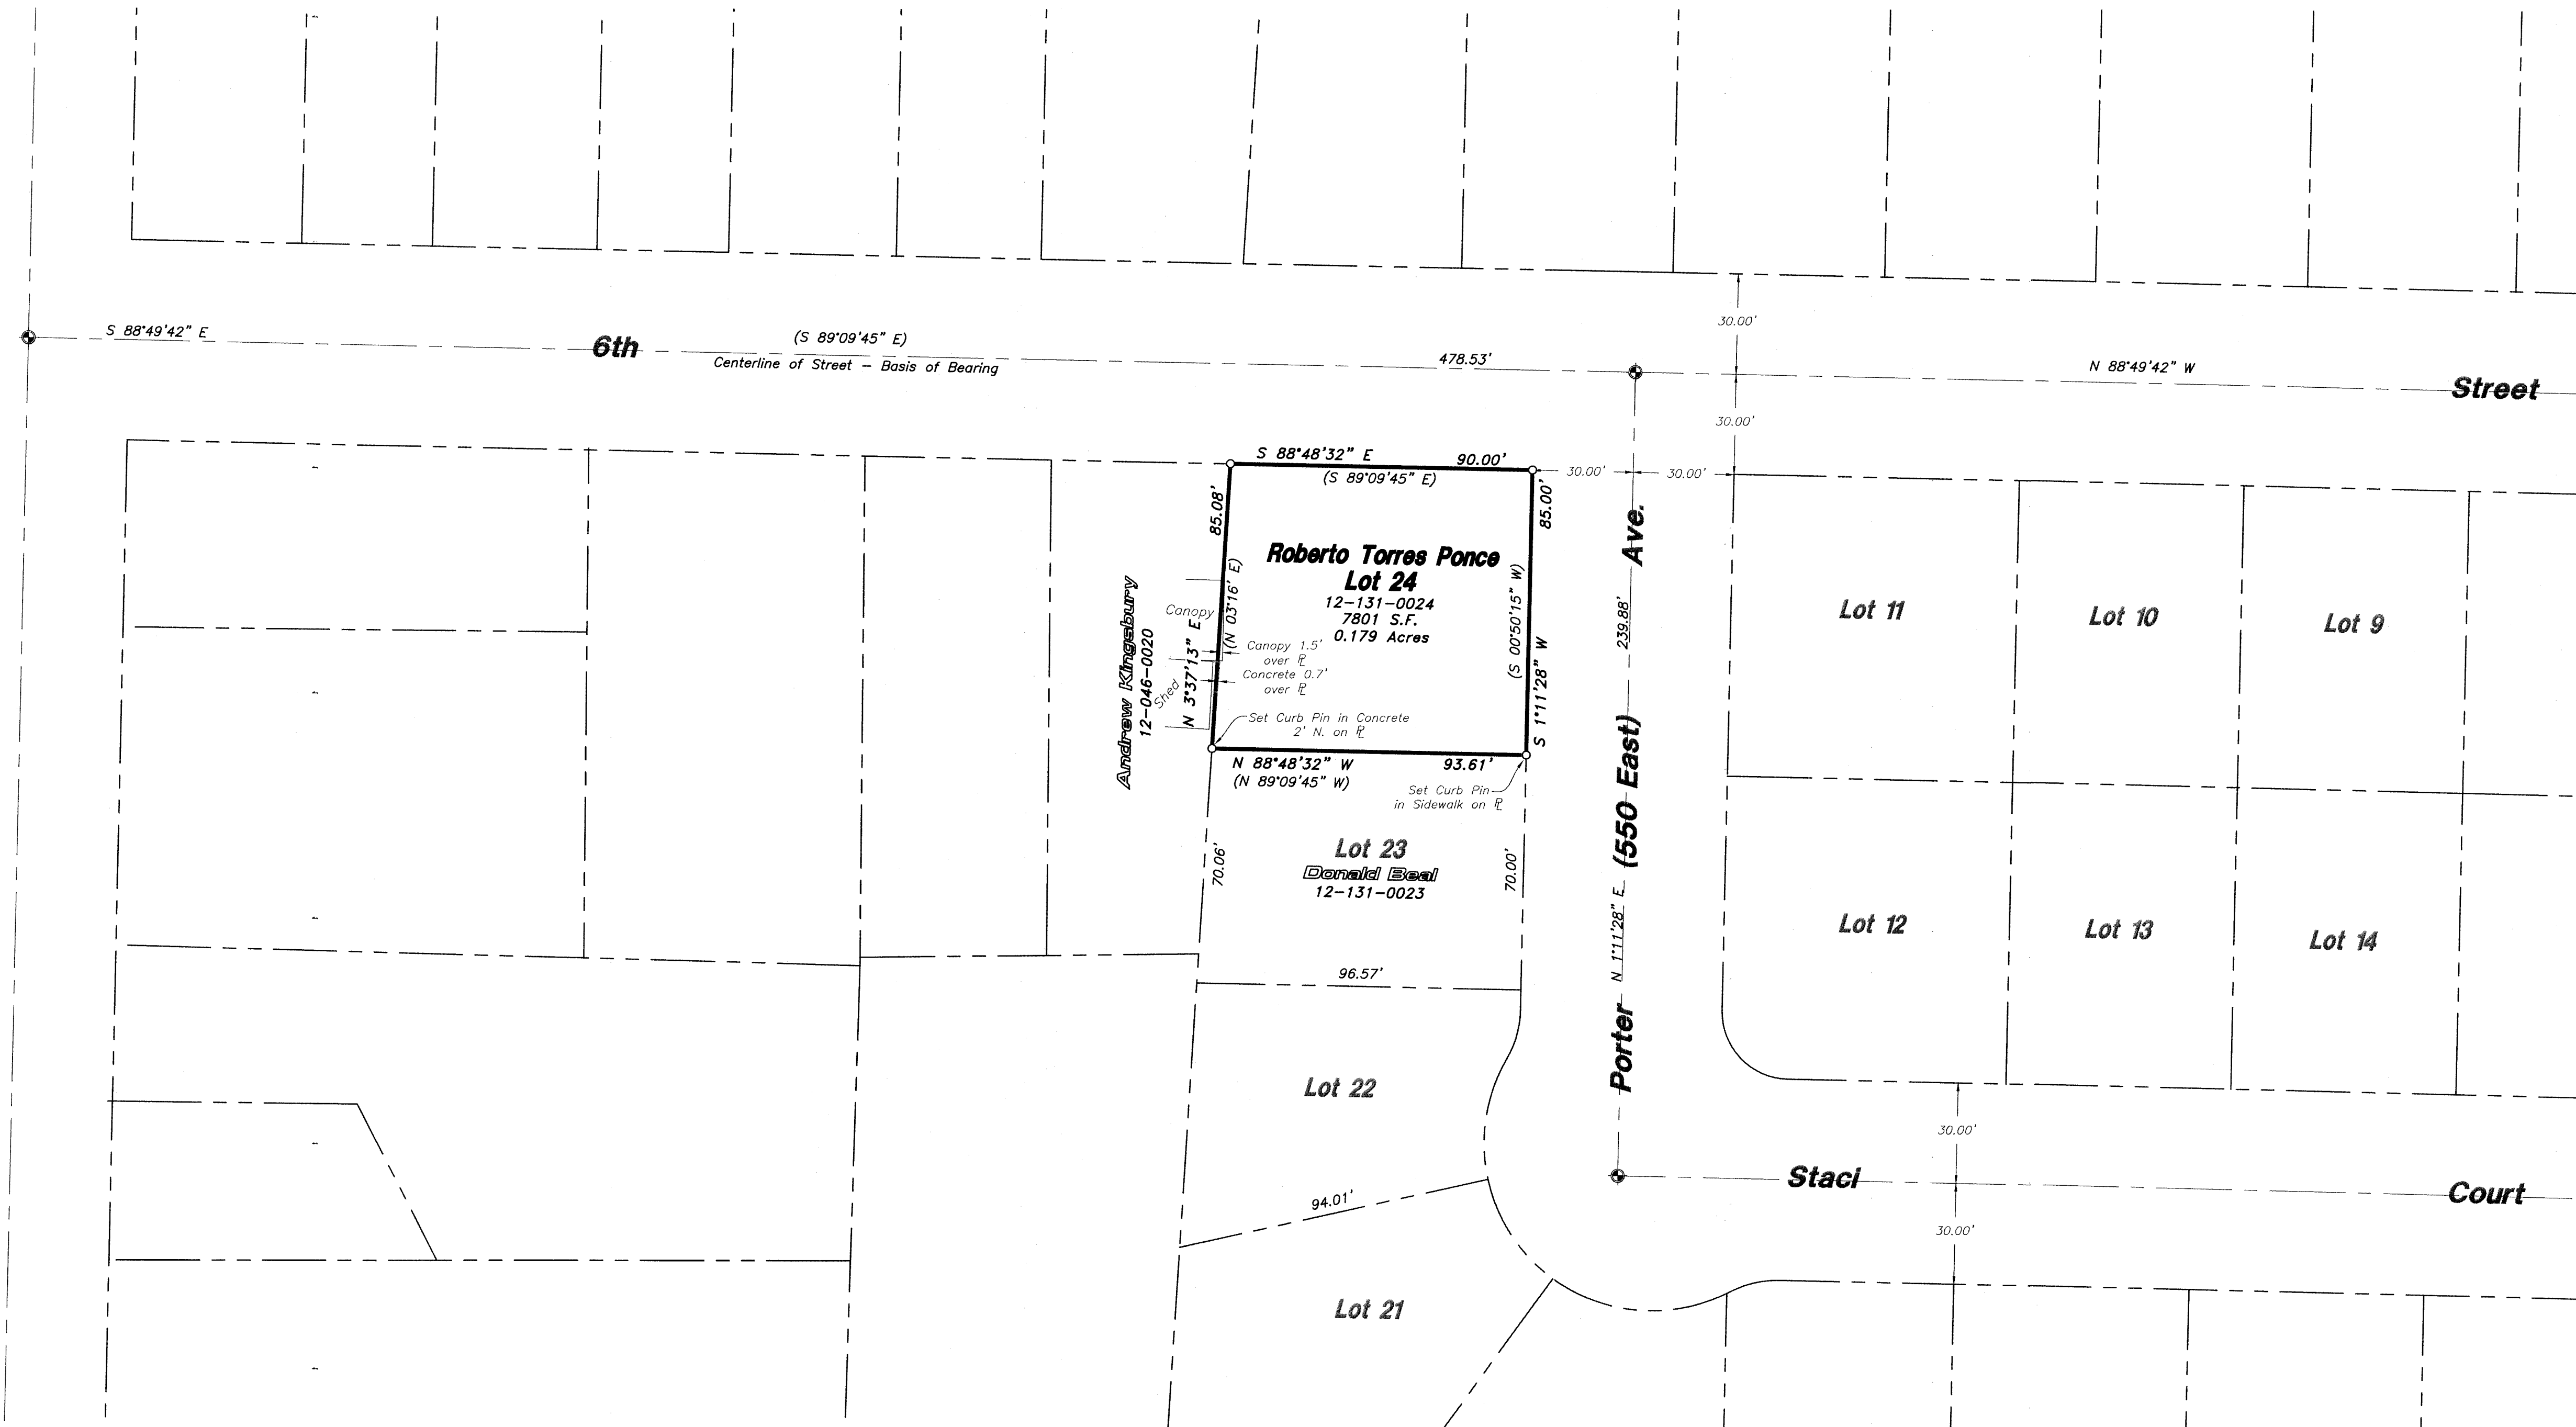 S 88°49'42" E
6th
(S 89°09'45" E)
Centerline of Street – Basis of Bearing
478.53'
30.00'
N 88°49'42" W
Street
30.00'
S 88°48'32" E
90.00'
(S 89°09'45" E)
30.00'
30.00'
85.08'
85.00'
Roberto Torres Ponce
Lot 24
12-131-0024
7801 S.F.
0.179 Acres
(N 03°16' E)
(S 00°50'15" W)
S 1°11'28" W
Canopy
Canopy 1.5'
over PL
Concrete 0.7'
over PL
Shed
N 3°37'13" E
Andrew Kingsbury
12-046-0020
Set Curb Pin in Concrete
2' N. on PL
N 88°48'32" W
93.61'
(N 89°09'45" W)
Set Curb Pin
in Sidewalk on PL
Lot 23
Donald Beal
12-131-0023
70.06'
70.00'
96.57'
Lot 22
94.01'
Lot 21
Porter (550 East) Ave.
239.88'
N 1°11'28" E
Lot 11
Lot 10
Lot 9
Lot 12
Lot 13
Lot 14
30.00'
Staci
Court
30.00'